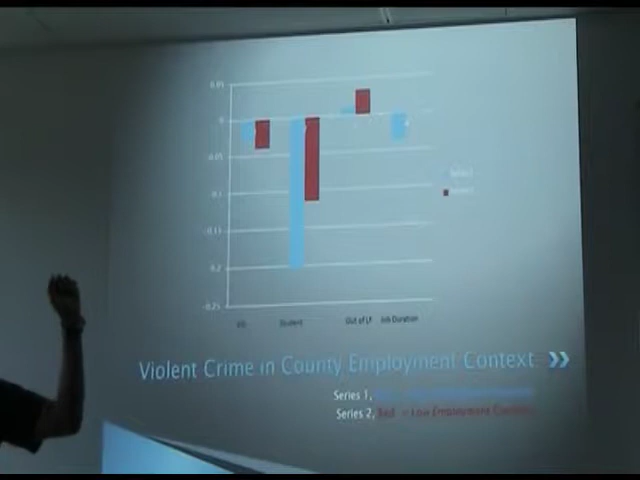 0.05
0
-0.05
-0.1
-0.15
-0.2
-0.25
Student Out of LF Job Duration
Violent Crime in County Employment Context »
Series 1,
Series 2, Red = Low Employment